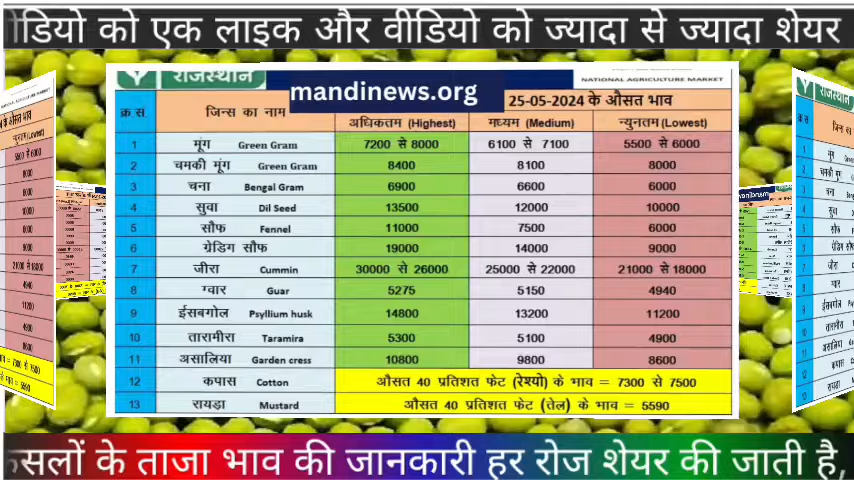 डियो को एक लाइक और वीडियो को ज्यादा से ज्यादा शेयर
राजस्थान
mandinews.org
NATIONAL AGRICULTURE MARKET
क्र.स. जिन्स का नाम 25-05-2024 के औसत भाव
अधिकतम (Highest) मध्यम (Medium) न्युनतम (Lowest)
1 मूंग Green Gram 7200 से 8000 6100 से 7100 5500 से 6000
2 चमकी मूंग Green Gram 8400 8100 8000
3 चना Bengal Gram 6900 6600 6000
4 सुवा Dil Seed 13500 12000 10000
5 सौफ Fennel 11000 7500 6000
6 ग्रेडिग सौफ 19000 14000 9000
7 जीरा Cummin 30000 से 26000 25000 से 22000 21000 से 18000
8 ग्वार Guar 5275 5150 4940
9 ईसबगोल Psyllium husk 14800 13200 11200
10 तारामीरा Taramira 5300 5100 4900
11 असालिया Garden cress 10800 9800 8600
12 कपास Cotton औसत 40 प्रतिशत फेट (रेश्यो) के भाव = 7300 से 7500
13 रायड़ा Mustard औसत 40 प्रतिशत फेट (तेल) के भाव = 5590
सलों के ताजा भाव की जानकारी हर रोज शेयर की जाती है,